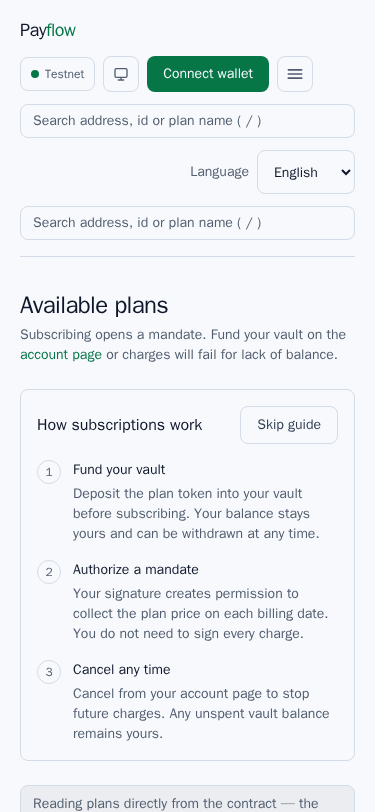 Payflow
Testnet
Connect wallet
Search address, id or plan name ( / )
Language
English
Search address, id or plan name ( / )
Available plans
Subscribing opens a mandate. Fund your vault on the
account page or charges will fail for lack of balance.
How subscriptions work
Skip guide
1
Fund your vault
Deposit the plan token into your vault
before subscribing. Your balance stays
yours and can be withdrawn at any time.
2
Authorize a mandate
Your signature creates permission to
collect the plan price on each billing date.
You do not need to sign every charge.
3
Cancel any time
Cancel from your account page to stop
future charges. Any unspent vault balance
remains yours.
Reading plans directly from the contract — the